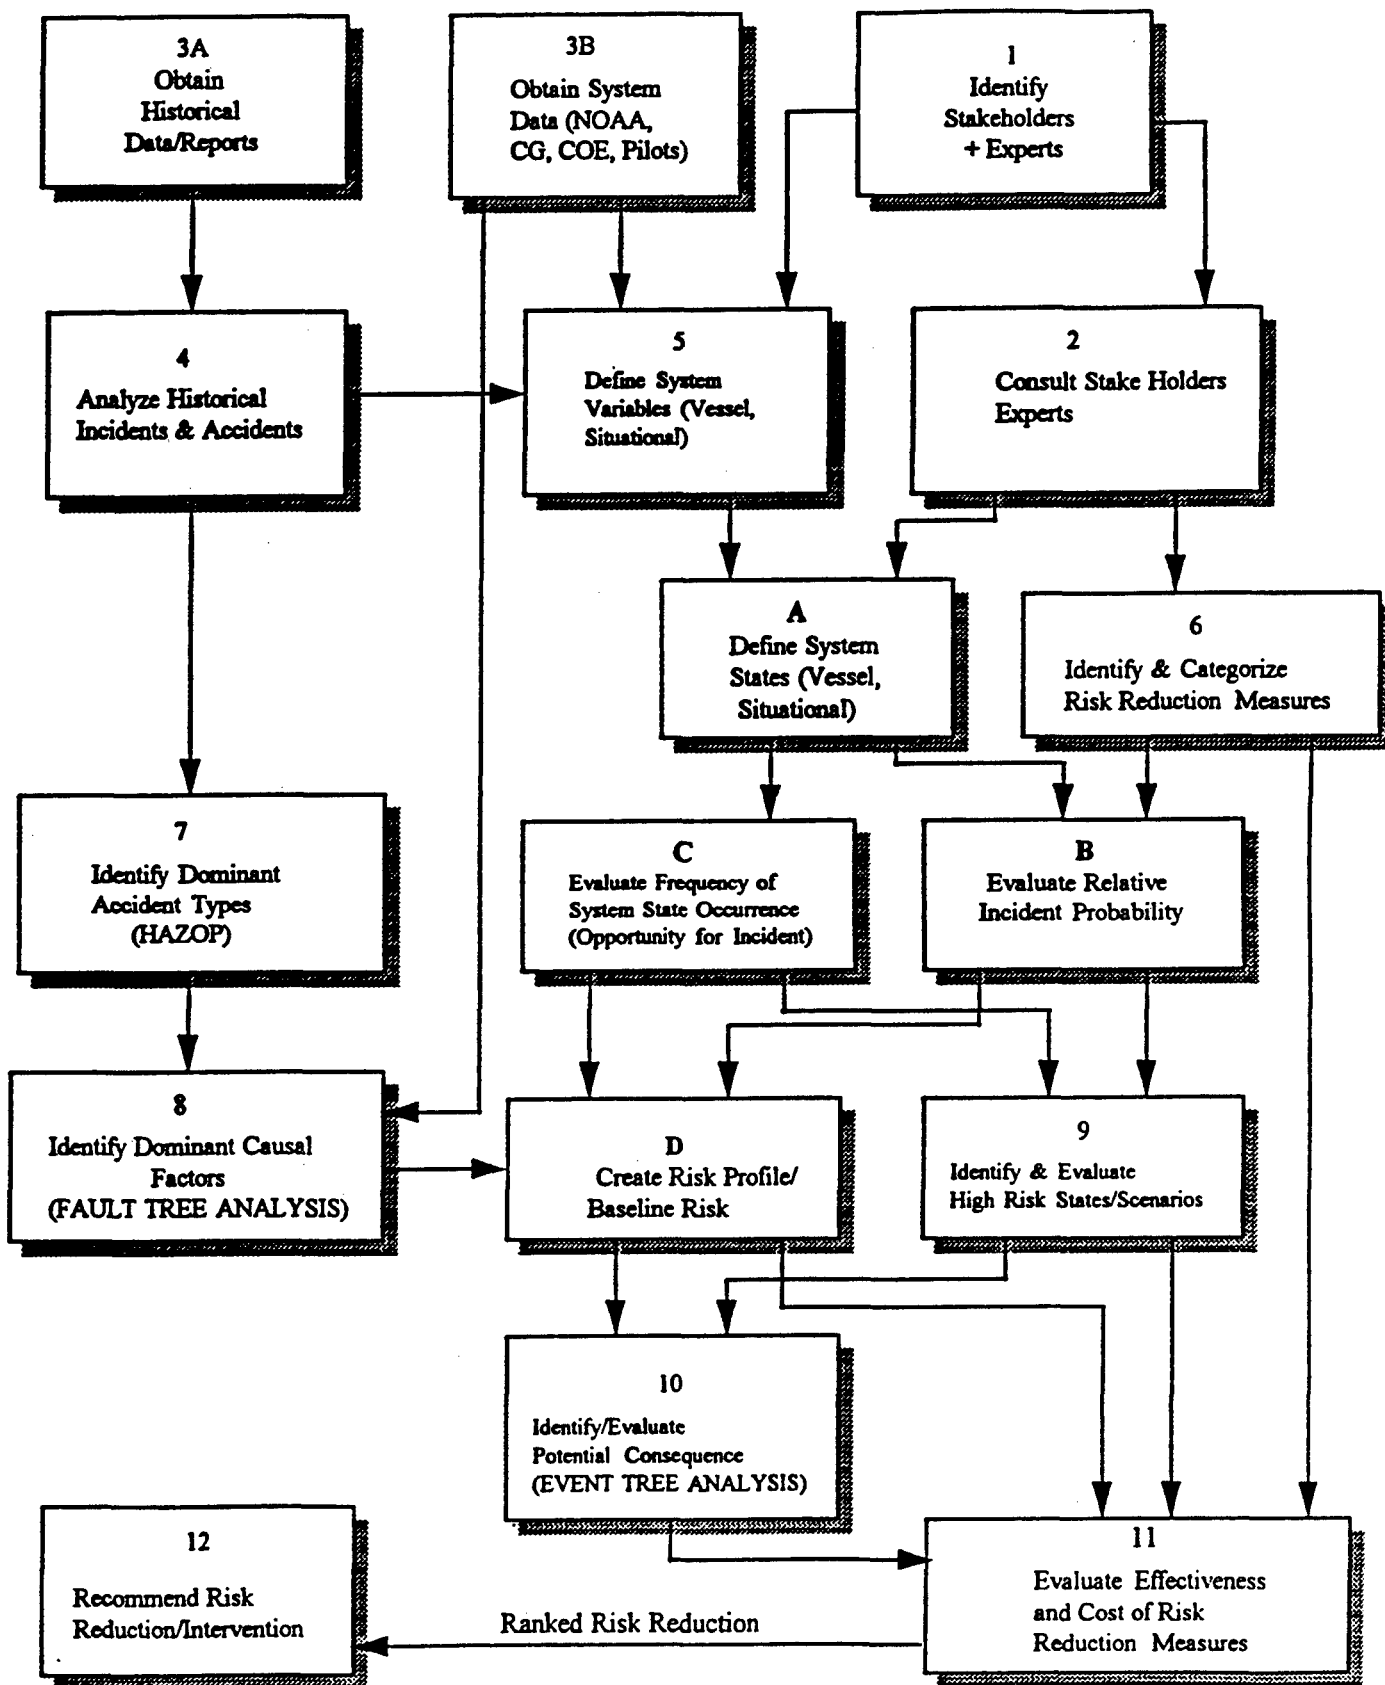 3A
Obtain
Historical
Data/Reports
3B
Obtain System
Data (NOAA,
CG, COE, Pilots)
1
Identify
Stakeholders
+ Experts
4
Analyze Historical
Incidents & Accidents
5
Define System
Variables (Vessel,
Situational)
2
Consult Stake Holders
Experts
A
Define System
States (Vessel,
Situational)
6
Identify & Categorize
Risk Reduction Measures
7
Identify Dominant
Accident Types
(HAZOP)
C
Evaluate Frequency of
System State Occurrence
(Opportunity for Incident)
B
Evaluate Relative
Incident Probability
8
Identify Dominant Causal
Factors
(FAULT TREE ANALYSIS)
D
Create Risk Profile/
Baseline Risk
9
Identify & Evaluate
High Risk States/Scenarios
10
Identify/Evaluate
Potential Consequence
(EVENT TREE ANALYSIS)
12
Recommend Risk
Reduction/Intervention
Ranked Risk Reduction
11
Evaluate Effectiveness
and Cost of Risk
Reduction Measures